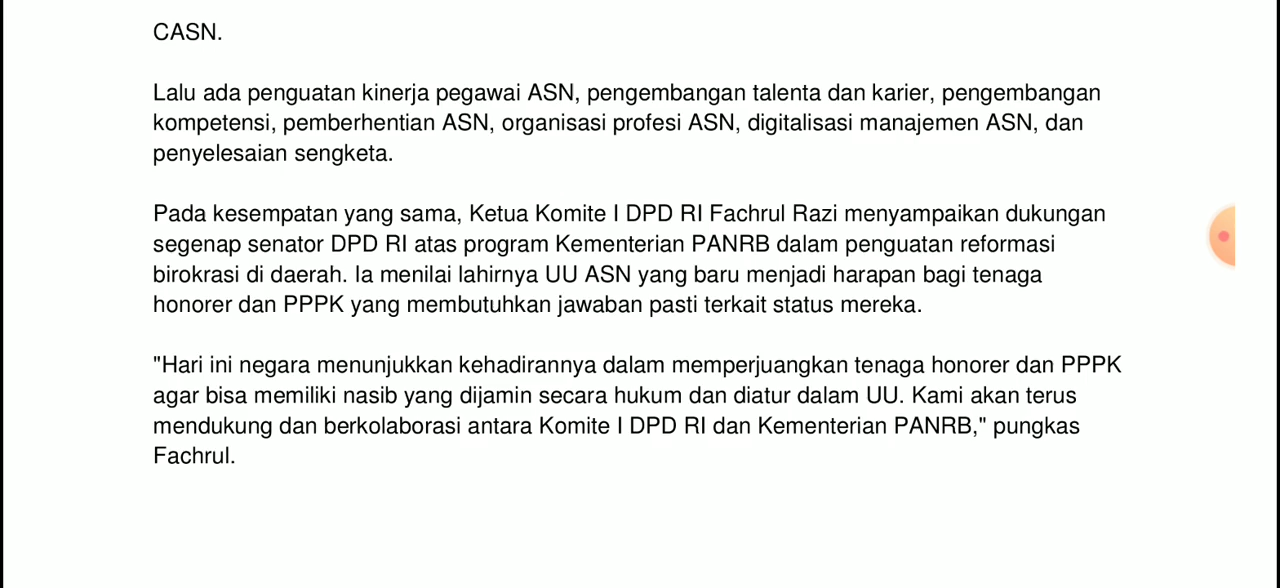 CASN.
Lalu ada penguatan kinerja pegawai ASN, pengembangan talenta dan karier, pengembangan
kompetensi, pemberhentian ASN, organisasi profesi ASN, digitalisasi manajemen ASN, dan
penyelesaian sengketa.
Pada kesempatan yang sama, Ketua Komite I DPD RI Fachrul Razi menyampaikan dukungan
segenap senator DPD RI atas program Kementerian PANRB dalam penguatan reformasi
birokrasi di daerah. Ia menilai lahirnya UU ASN yang baru menjadi harapan bagi tenaga
honorer dan PPPK yang membutuhkan jawaban pasti terkait status mereka.
"Hari ini negara menunjukkan kehadirannya dalam memperjuangkan tenaga honorer dan PPPK
agar bisa memiliki nasib yang dijamin secara hukum dan diatur dalam UU. Kami akan terus
mendukung dan berkolaborasi antara Komite I DPD RI dan Kementerian PANRB," pungkas
Fachrul.